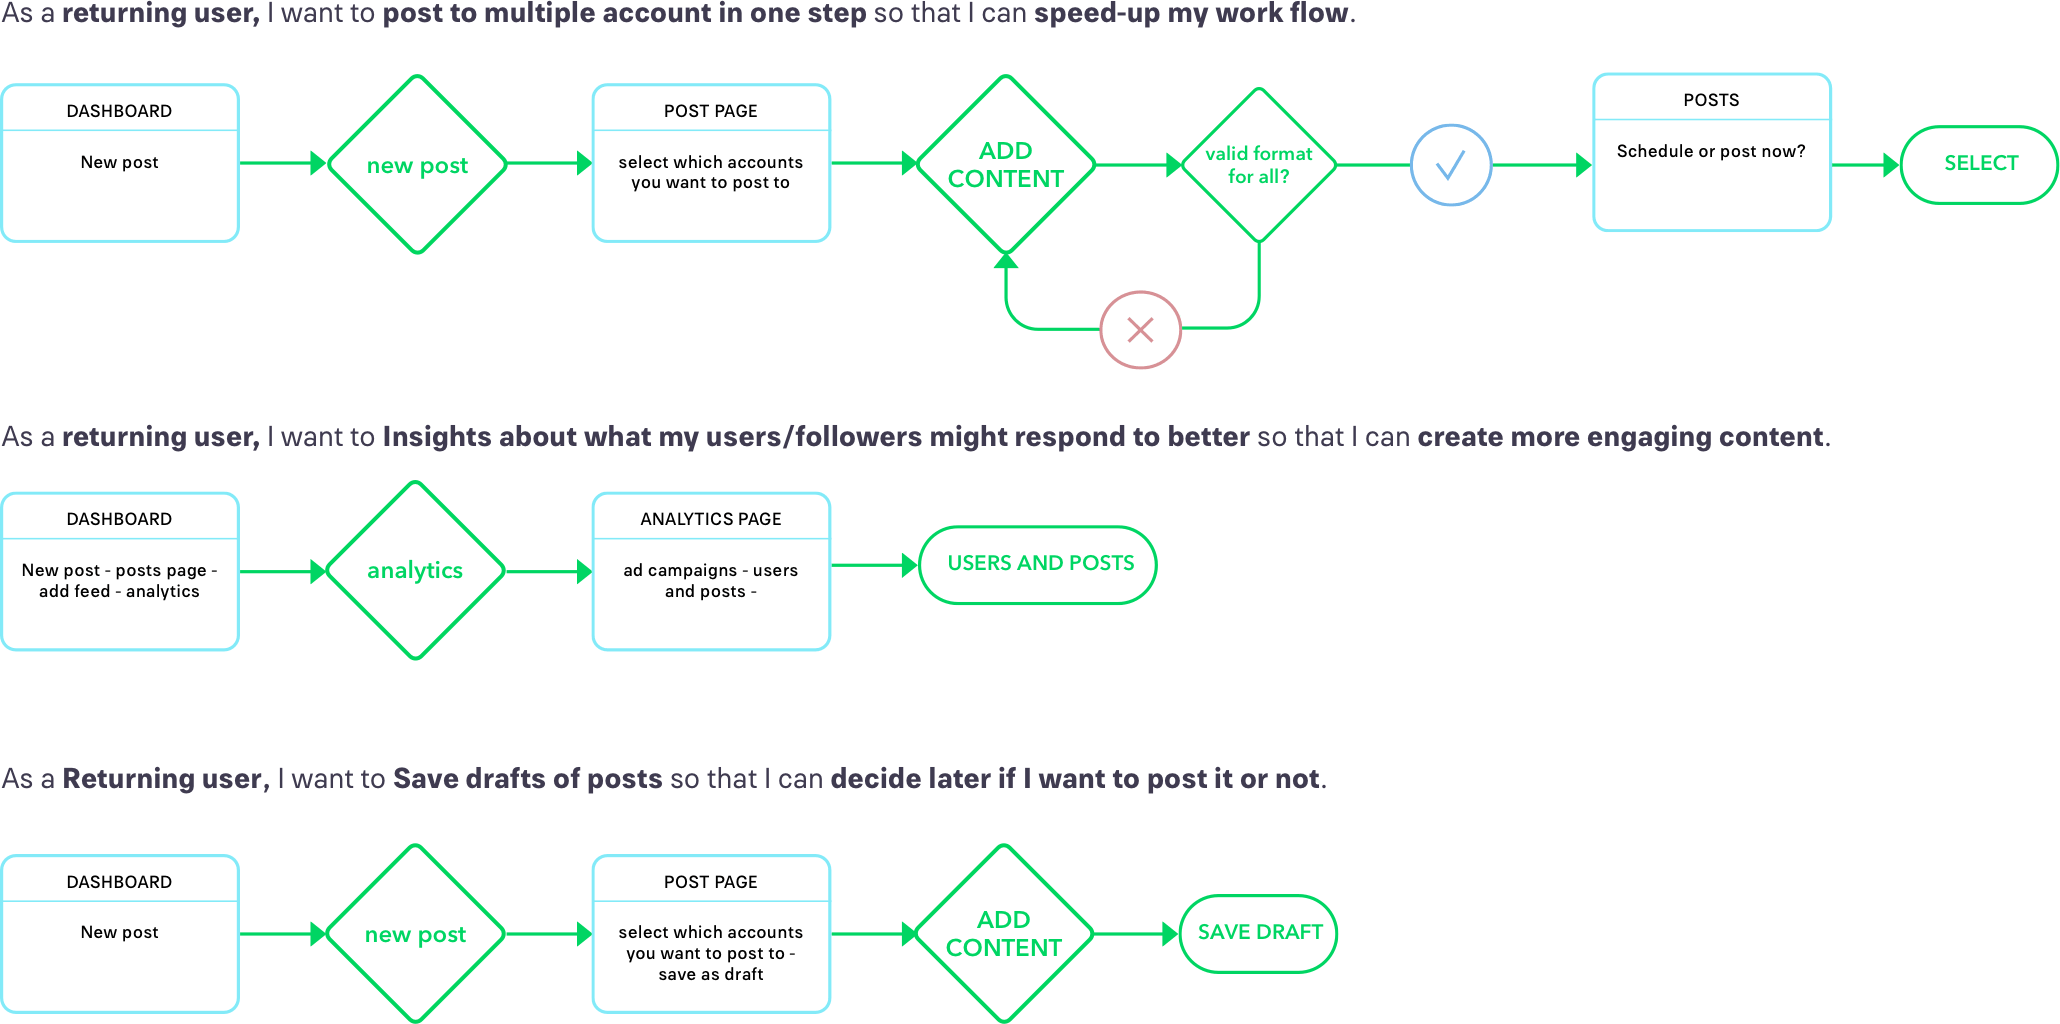 As a returning user, I want to post to multiple account in one step so that I can speed-up my work flow.
DASHBOARD
New post
new post
POST PAGE
select which accounts
you want to post to
ADD
CONTENT
valid format
for all?
POSTS
Schedule or post now?
SELECT
As a returning user, I want to Insights about what my users/followers might respond to better so that I can create more engaging content.
DASHBOARD
New post - posts page -
add feed - analytics
analytics
ANALYTICS PAGE
ad campaigns - users
and posts -
USERS AND POSTS
As a Returning user, I want to Save drafts of posts so that I can decide later if I want to post it or not.
DASHBOARD
New post
new post
POST PAGE
select which accounts
you want to post to -
save as draft
ADD
CONTENT
SAVE DRAFT